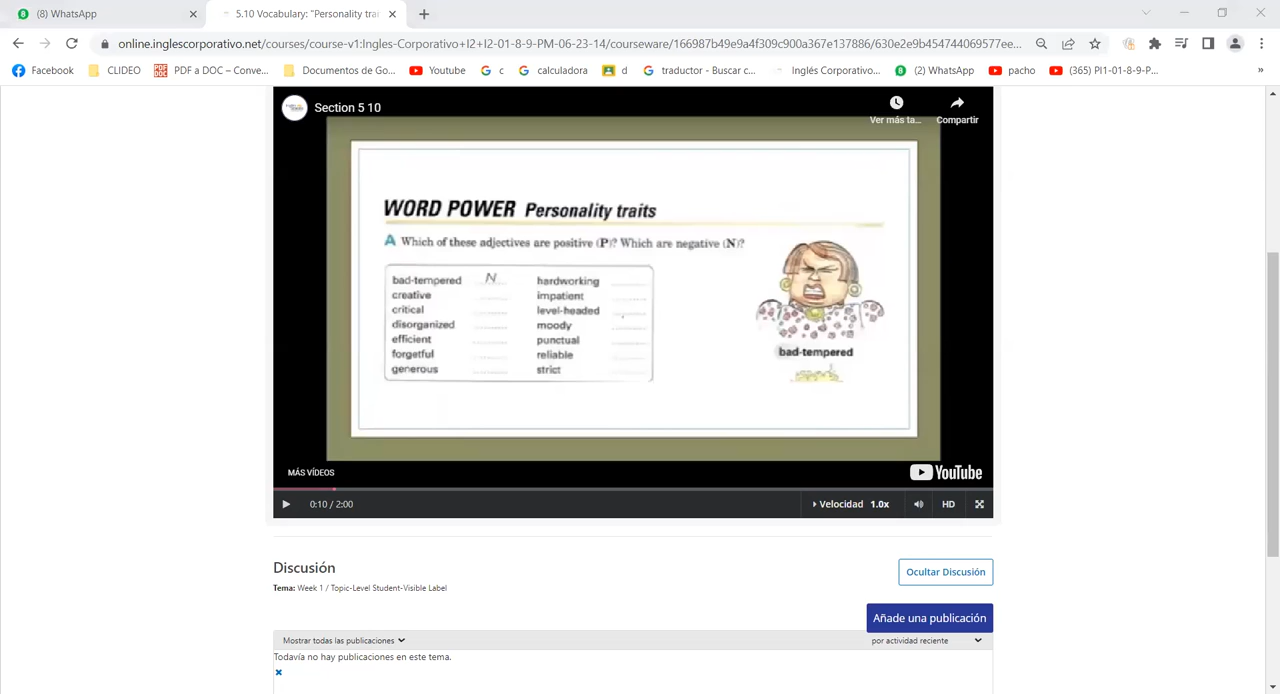 (8) WhatsApp
5.10 Vocabulary: "Personality trai
online.inglescorporativo.net/courses/course-v1:Ingles-Corporativo+I2+I2-01-8-9PM-06-23-14/courseware/166987b49e9a4f309c900a367e137886/630e2e9b454744069577ee...
Facebook CLIDEO PDF a DOC – Conve... Documentos de Go... Youtube c calculadora d traductor - Buscar c... Inglés Corporativo... (2) WhatsApp pacho (365) PI1-01-8-9-P... »
Section 5 10
Ver más ta... Compartir
WORD POWER Personality traits
A Which of these adjectives are positive (P)? Which are negative (N)?
bad-tempered N hardworking
creative impatient
critical level-headed
disorganized moody
efficient punctual
forgetful reliable
generous strict
bad-tempered
MÁS VÍDEOS
YouTube
0:10 / 2:00 Velocidad 1.0x HD
Discusión
Ocultar Discusión
Tema: Week 1 / Topic-Level Student-Visible Label
Añade una publicación
Mostrar todas las publicaciones por actividad reciente
Todavía no hay publicaciones en este tema.